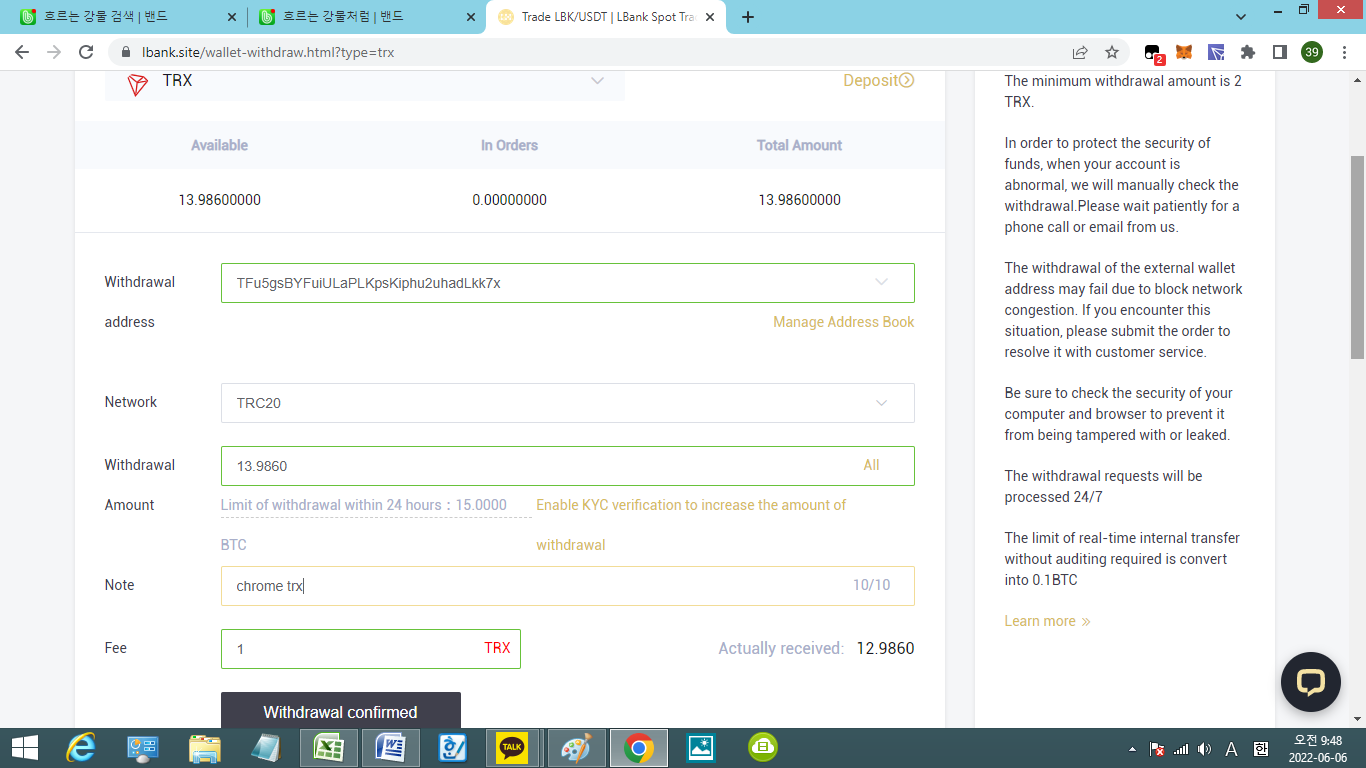 흐르는 강물 검색 | 밴드
흐르는 강물처럼 | 밴드
Trade LBK/USDT | LBank Spot Tra
lbank.site/wallet-withdraw.html?type=trx
2
39
TRX
Deposit
Available In Orders Total Amount
13.98600000 0.00000000 13.98600000
Withdrawal
address
TFu5gsBYFuiULaPLKpsKiphu2uhadLkk7x
Manage Address Book
Network
TRC20
Withdrawal
Amount
13.9860
All
Limit of withdrawal within 24 hours : 15.0000
BTC
Enable KYC verification to increase the amount of
withdrawal
Note
chrome trx
10/10
Fee
1
TRX
Actually received: 12.9860
Withdrawal confirmed
The minimum withdrawal amount is 2
TRX.
In order to protect the security of
funds, when your account is
abnormal, we will manually check the
withdrawal.Please wait patiently for a
phone call or email from us.
The withdrawal of the external wallet
address may fail due to block network
congestion. If you encounter this
situation, please submit the order to
resolve it with customer service.
Be sure to check the security of your
computer and browser to prevent it
from being tampered with or leaked.
The withdrawal requests will be
processed 24/7
The limit of real-time internal transfer
without auditing required is convert
into 0.1BTC
Learn more »
TALK
A
한
오전 9:48
2022-06-06